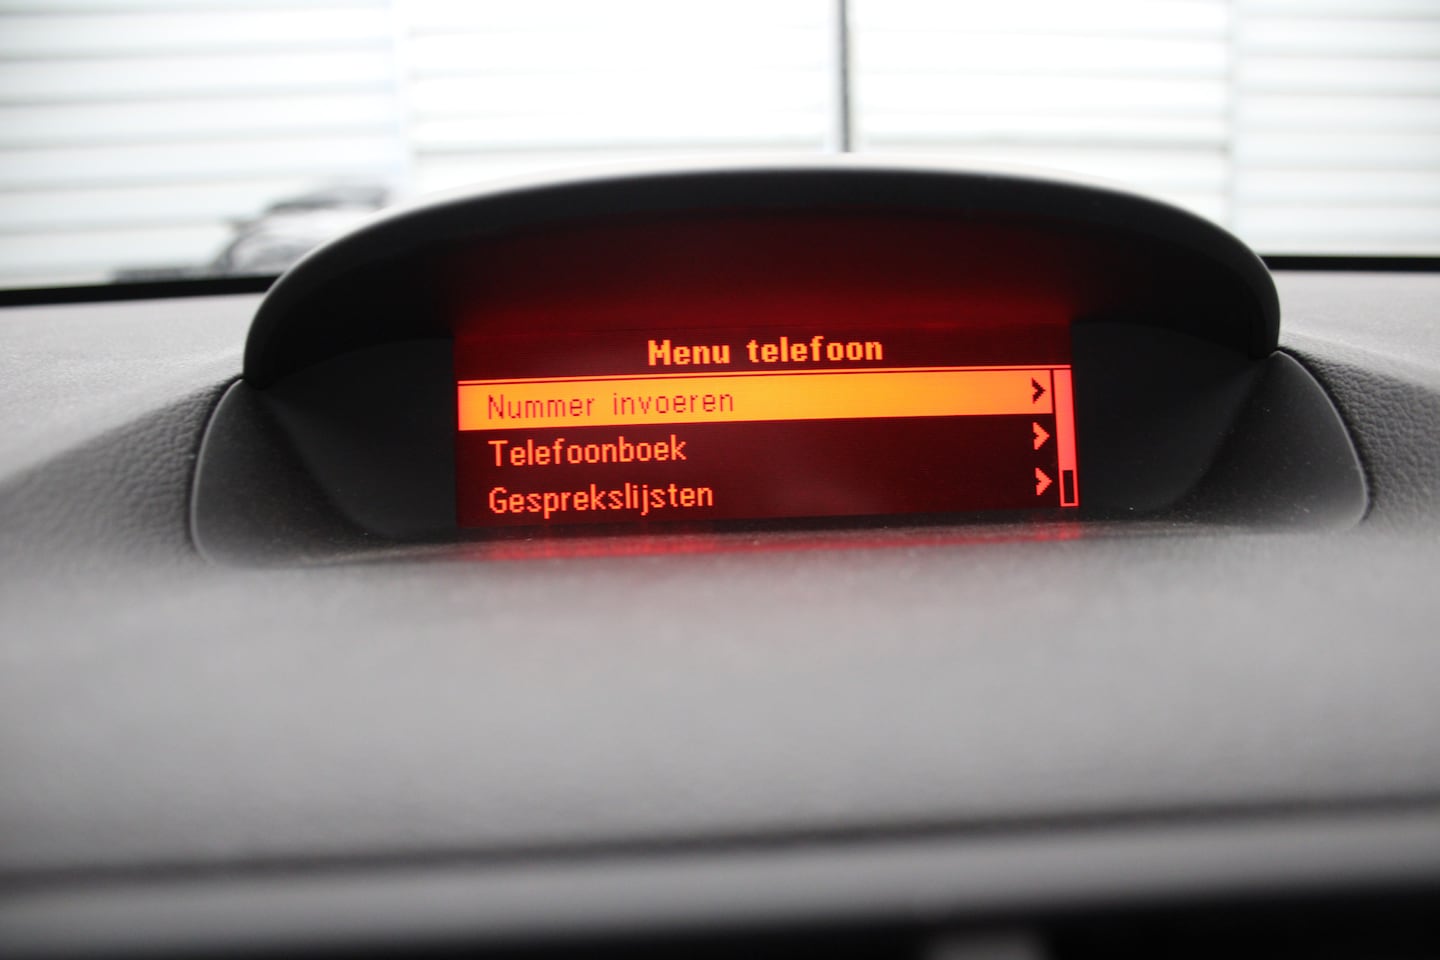 Menu telefoon
Nummer invoeren
Telefoonboek
Gesprekslijsten